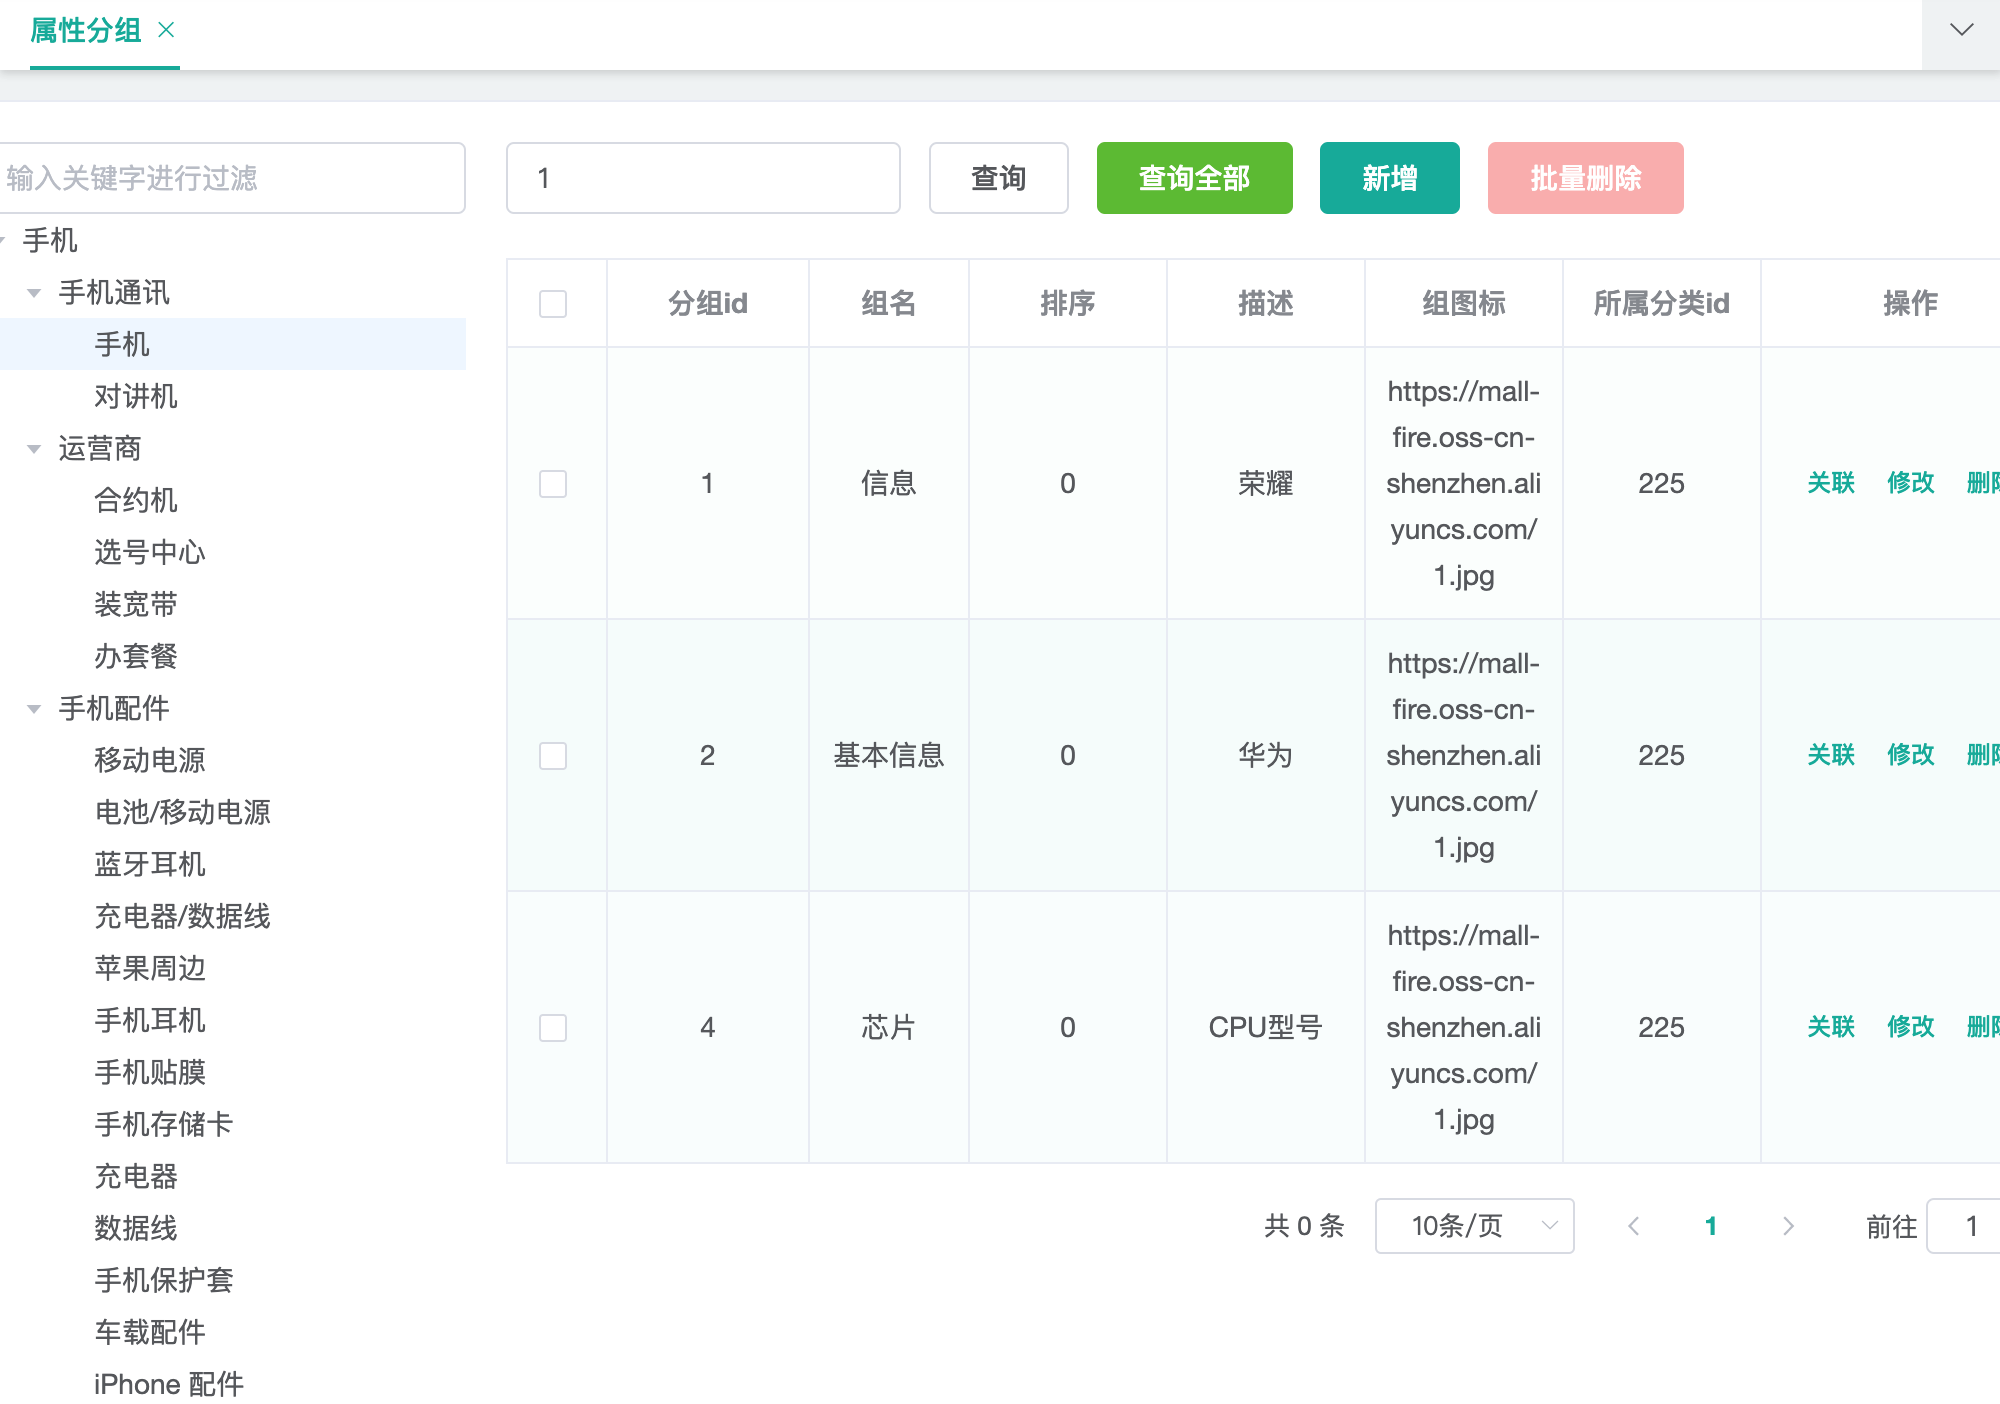 属性分组
输入关键字进行过滤
1
查询
查询全部
新增
批量删除
手机
手机通讯
手机
对讲机
运营商
合约机
选号中心
装宽带
办套餐
手机配件
移动电源
电池/移动电源
蓝牙耳机
充电器/数据线
苹果周边
手机耳机
手机贴膜
手机存储卡
充电器
数据线
手机保护套
车载配件
iPhone 配件
分组id 组名 排序 描述 组图标 所属分类id 操作
1 信息 0 荣耀
https://mall-
fire.oss-cn-
shenzhen.ali
yuncs.com/
1.jpg
225 关联 修改 删
2 基本信息 0 华为
https://mall-
fire.oss-cn-
shenzhen.ali
yuncs.com/
1.jpg
225 关联 修改 删
4 芯片 0 CPU型号
https://mall-
fire.oss-cn-
shenzhen.ali
yuncs.com/
1.jpg
225 关联 修改 删
共 0 条 10条/页 1 前往 1